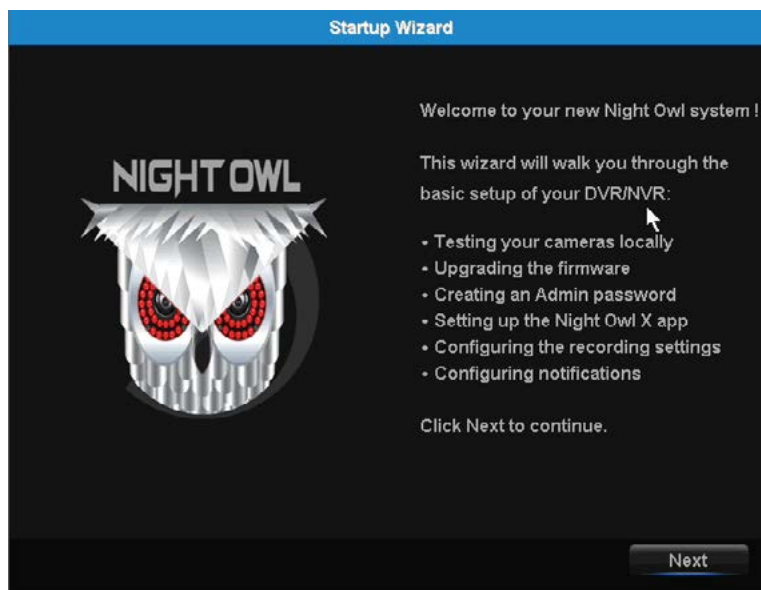 Startup Wizard
NIGHT OWL
Welcome to your new Night Owl system !
This wizard will walk you through the
basic setup of your DVR/NVR:
• Testing your cameras locally
• Upgrading the firmware
• Creating an Admin password
• Setting up the Night Owl X app
• Configuring the recording settings
• Configuring notifications
Click Next to continue.
Next